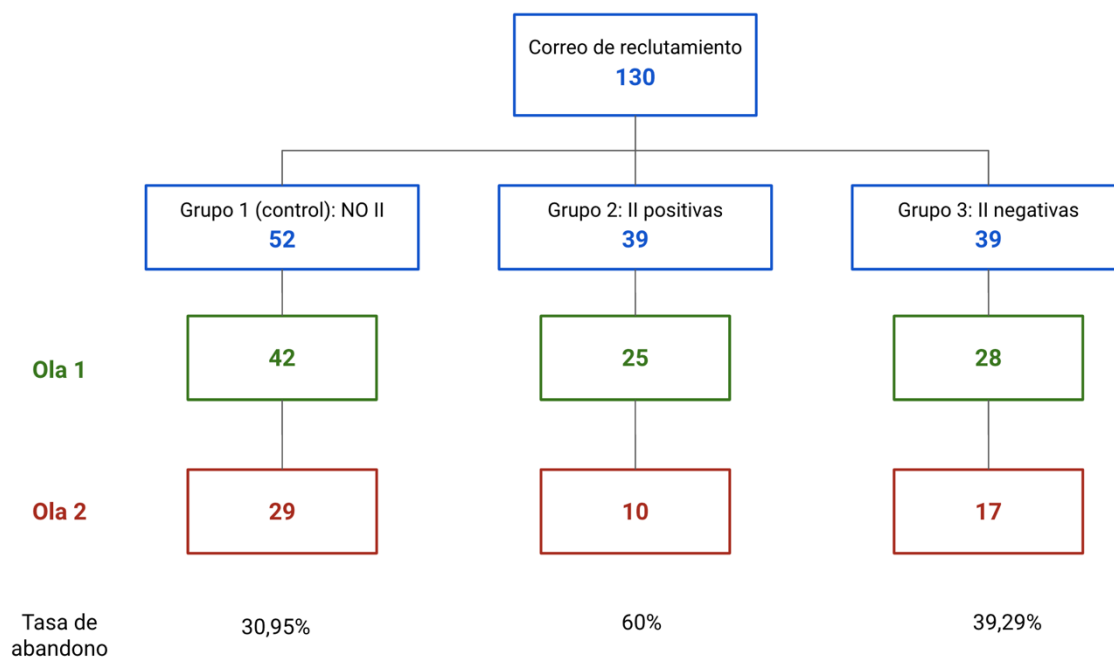 Correo de reclutamiento
130
Grupo 1 (control): NO II
52
Grupo 2: II positivas
39
Grupo 3: II negativas
39
Ola 1
42
25
28
Ola 2
29
10
17
Tasa de
abandono
30,95%
60%
39,29%